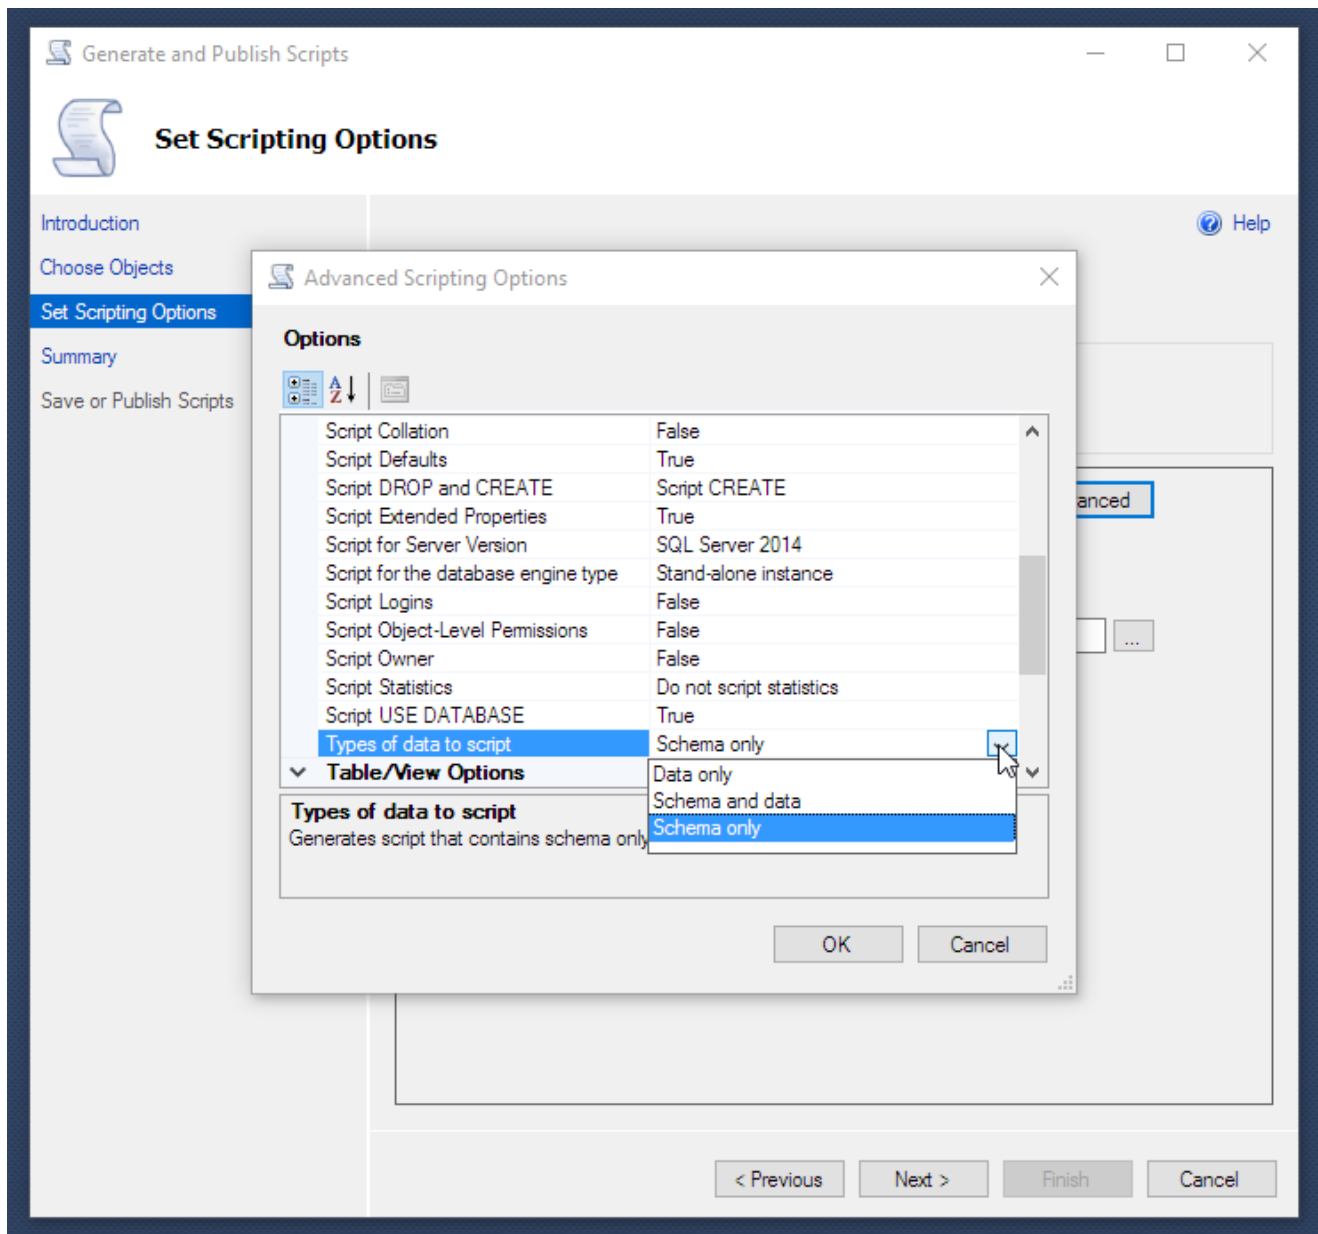 Generate and Publish Scripts
Set Scripting Options
Introduction
Help
Choose Objects
Set Scripting Options
Summary
Save or Publish Scripts
Advanced Scripting Options
Options
Script Collation False
Script Defaults True
Script DROP and CREATE Script CREATE
Script Extended Properties True
Script for Server Version SQL Server 2014
Script for the database engine type Stand-alone instance
Script Logins False
Script Object-Level Permissions False
Script Owner False
Script Statistics Do not script statistics
Script USE DATABASE True
Types of data to script Schema only
Table/View Options
Data only
Schema and data
Schema only
Types of data to script
Generates script that contains schema only
OK Cancel
anced
...
< Previous Next > Finish Cancel